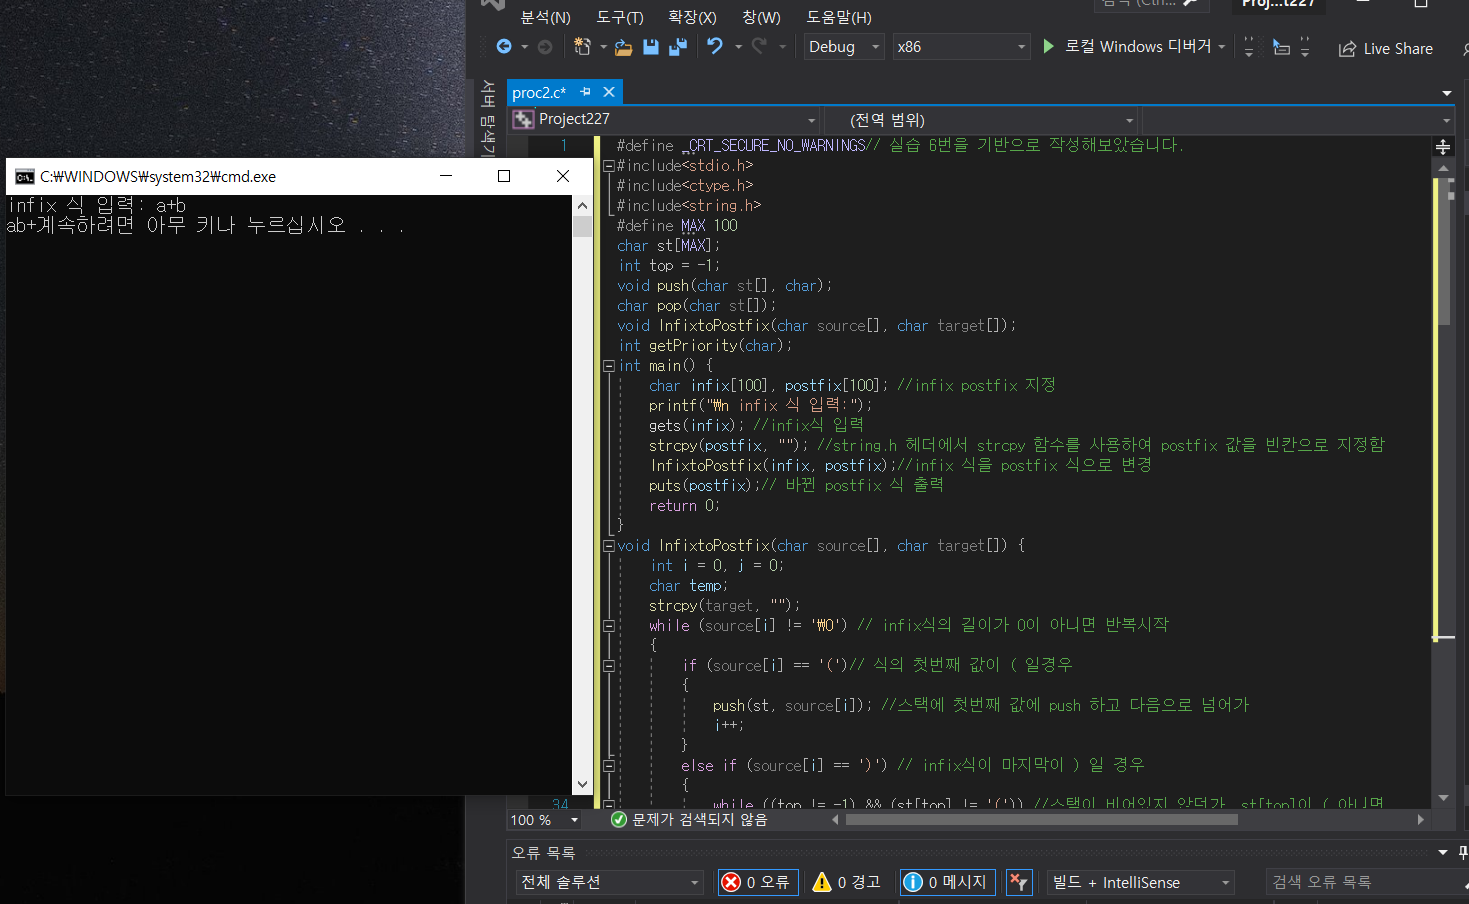 분석(N) 도구(T) 확장(X) 창(W) 도움말(H) 검색 (Ctrl... Proj...t227
Debug x86 로컬 Windows 디버거 Live Share
서버 탐색기
proc2.c*
Project227 (전역 범위)
1 #define _CRT_SECURE_NO_WARNINGS// 실습 6번을 기반으로 작성해보았습니다.
#include<stdio.h>
#include<ctype.h>
#include<string.h>
#define MAX 100
char st[MAX];
int top = -1;
void push(char st[], char);
char pop(char st[]);
void InfixtoPostfix(char source[], char target[]);
int getPriority(char);
int main() {
char infix[100], postfix[100]; //infix postfix 지정
printf("₩n infix 식 입력:");
gets(infix); //infix식 입력
strcpy(postfix, ""); //string.h 헤더에서 strcpy 함수를 사용하여 postfix 값을 빈칸으로 지정함
InfixtoPostfix(infix, postfix);//infix 식을 postfix 식으로 변경
puts(postfix);// 바뀐 postfix 식 출력
return 0;
}
void InfixtoPostfix(char source[], char target[]) {
int i = 0, j = 0;
char temp;
strcpy(target, "");
while (source[i] != '₩0') // infix식의 길이가 0이 아니면 반복시작
{
if (source[i] == '(')// 식의 첫번째 값이 ( 일경우
{
push(st, source[i]); //스택에 첫번째 값에 push 하고 다음으로 넘어가
i++;
}
else if (source[i] == ')') // infix식이 마지막이 ) 일 경우
{
34 while ((top != -1) && (st[top] != '(')) //스택이 비어있지 않더가, st[top]이 ( 아니면
100 % 문제가 검색되지 않음
오류 목록
전체 솔루션 0 오류 0 경고 0 메시지 빌드 + IntelliSense 검색 오류 목록
C:₩WINDOWS₩system32₩cmd.exe
infix 식 입력: a+b
ab+계속하려면 아무 키나 누르십시오 . . .